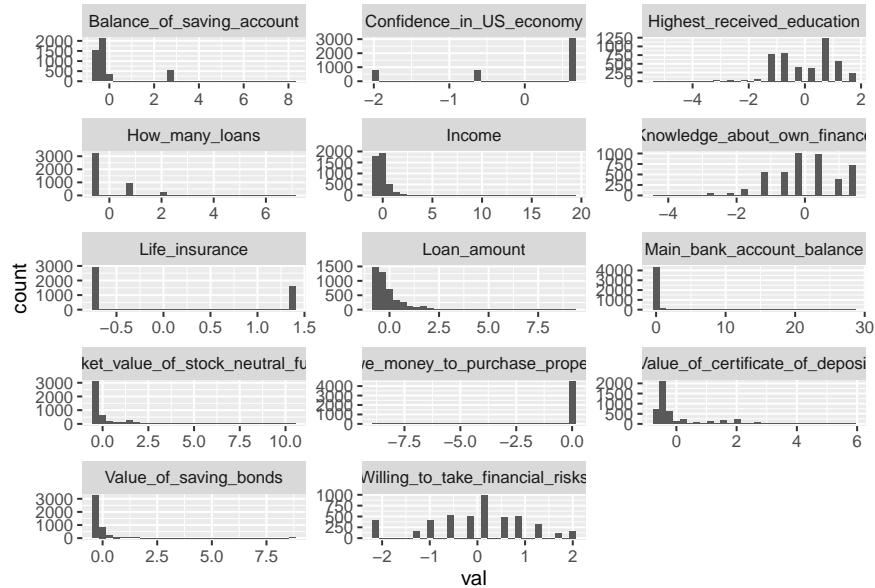 Balance_of_saving_account
2000
1500
1000
500
0
0 2 4 6 8
Confidence_in_US_economy
3000
2000
1000
0
−2 −1 0
Highest_received_education
1250
1000
750
500
250
0
−4 −2 0 2
How_many_loans
3000
2000
1000
0
0 2 4 6
Income
1500
1000
500
0
0 5 10 15 20
Knowledge_about_own_finance
1000
750
500
250
0
−4 −2 0
Life_insurance
3000
2000
1000
0
−0.5 0.0 0.5 1.0 1.5
Loan_amount
1500
1000
500
0
0.0 2.5 5.0 7.5
Main_bank_account_balance
4000
3000
2000
1000
0
0 10 20 30
ket_value_of_stock_neutral_fu
3000
2000
1000
0
0.0 2.5 5.0 7.5 10.0
ve_money_to_purchase_prope
4000
3000
2000
1000
0
−7.5 −5.0 −2.5 0.0
Value_of_certificate_of_deposi
2000
1500
1000
500
0
0 2 4 6
Value_of_saving_bonds
3000
2000
1000
0
0.0 2.5 5.0 7.5
Willing_to_take_financial_risks
1000
750
500
250
0
−2 −1 0 1 2
count
val